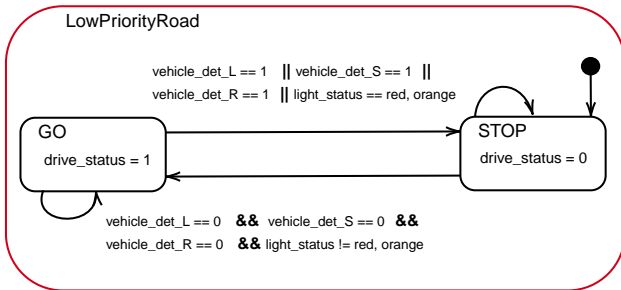 LowPriorityRoad
vehicle_det_L == 1 || vehicle_det_S == 1 ||
vehicle_det_R == 1 || light_status == red, orange
GO
drive_status = 1
STOP
drive_status = 0
vehicle_det_L == 0 && vehicle_det_S == 0 &&
vehicle_det_R == 0 && light_status != red, orange